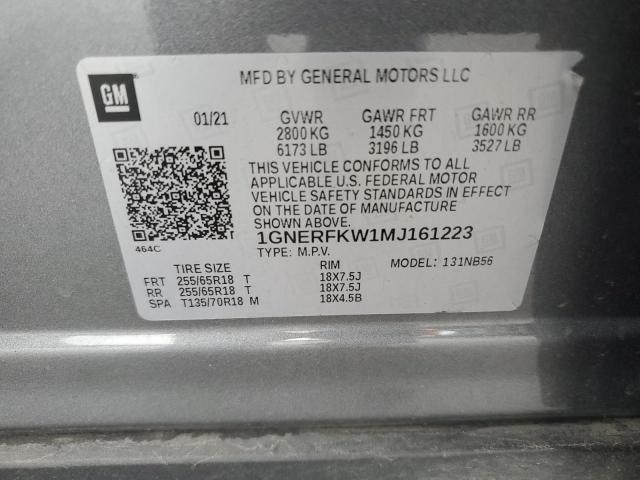 GM
MFD BY GENERAL MOTORS LLC
01/21 GVWR GAWR FRT GAWR RR
2800 KG 1450 KG 1600 KG
6173 LB 3196 LB 3527 LB
THIS VEHICLE CONFORMS TO ALL
APPLICABLE U.S. FEDERAL MOTOR
VEHICLE SAFETY STANDARDS IN EFFECT
ON THE DATE OF MANUFACTURE
464C
1GNERFKW1MJ161223
TYPE: M.P.V. MODEL: 131NB56
TIRE SIZE RIM
FRT 255/65R18 T 18X7.5J
RR 255/65R18 T 18X7.5J
SPA T135/70R18 M 18X4.5B